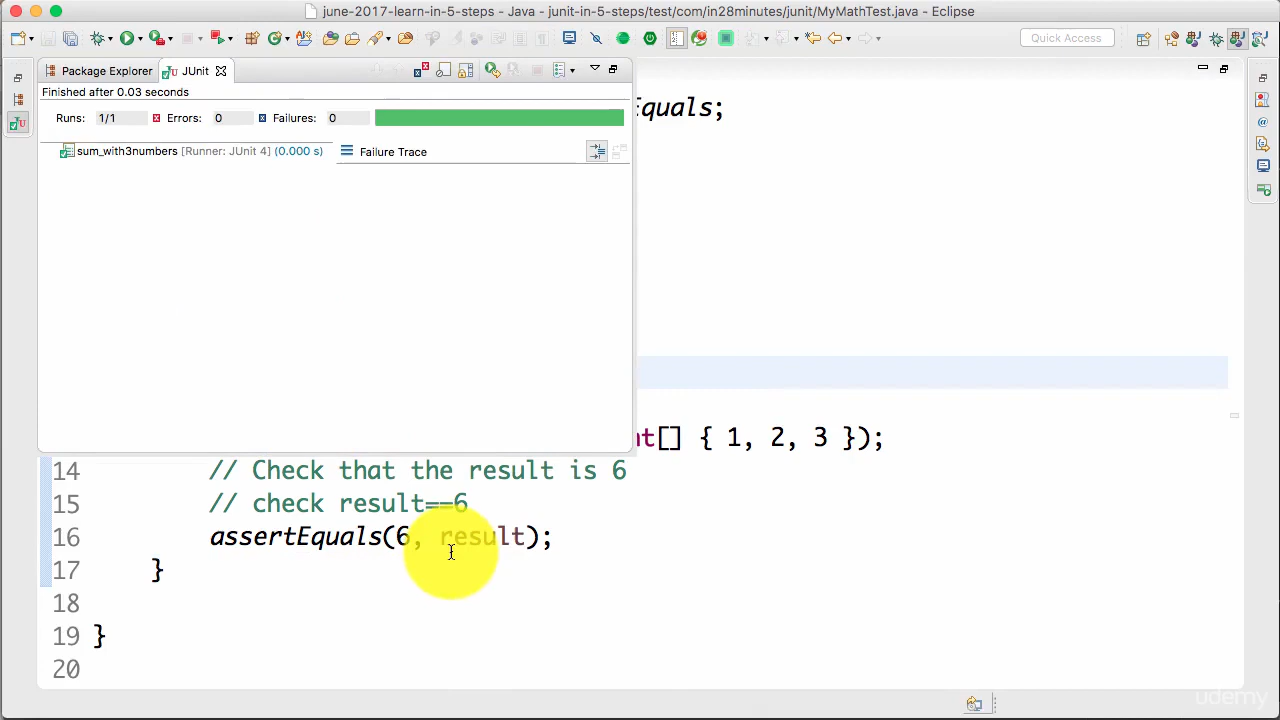 june-2017-learn-in-5-steps - Java - junit-in-5-steps/test/com/in28minutes/junit/MyMathTest.java - Eclipse
Quick Access
Package Explorer JUnit
Finished after 0.03 seconds
Runs: 1/1 Errors: 0 Failures: 0
sum_with3numbers [Runner: JUnit 4] (0.000 s) Failure Trace
quals;
t[] { 1, 2, 3 });
14 // Check that the result is 6
15 // check result==6
16 assertEquals(6, result);
17 }
18
19 }
20
udemy